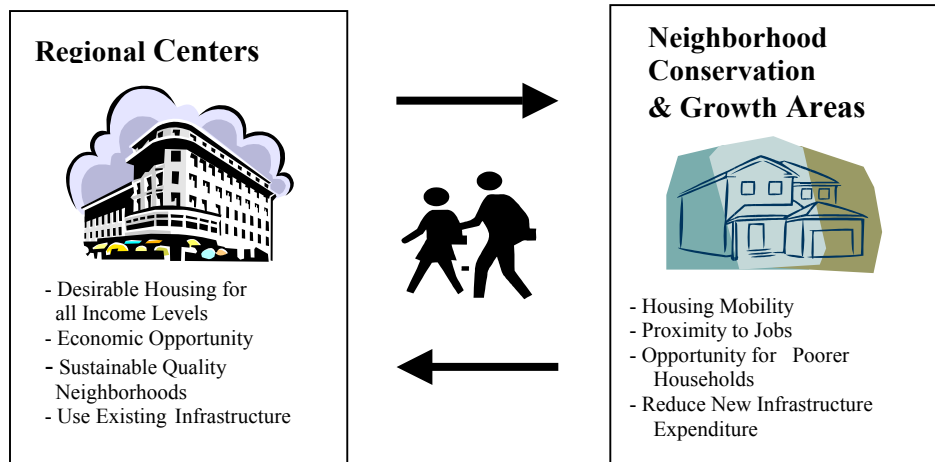 Regional Centers
- Desirable Housing for
all Income Levels
- Economic Opportunity
- Sustainable Quality
Neighborhoods
- Use Existing Infrastructure
Neighborhood
Conservation
& Growth Areas
- Housing Mobility
- Proximity to Jobs
- Opportunity for Poorer
Households
- Reduce New Infrastructure
Expenditure